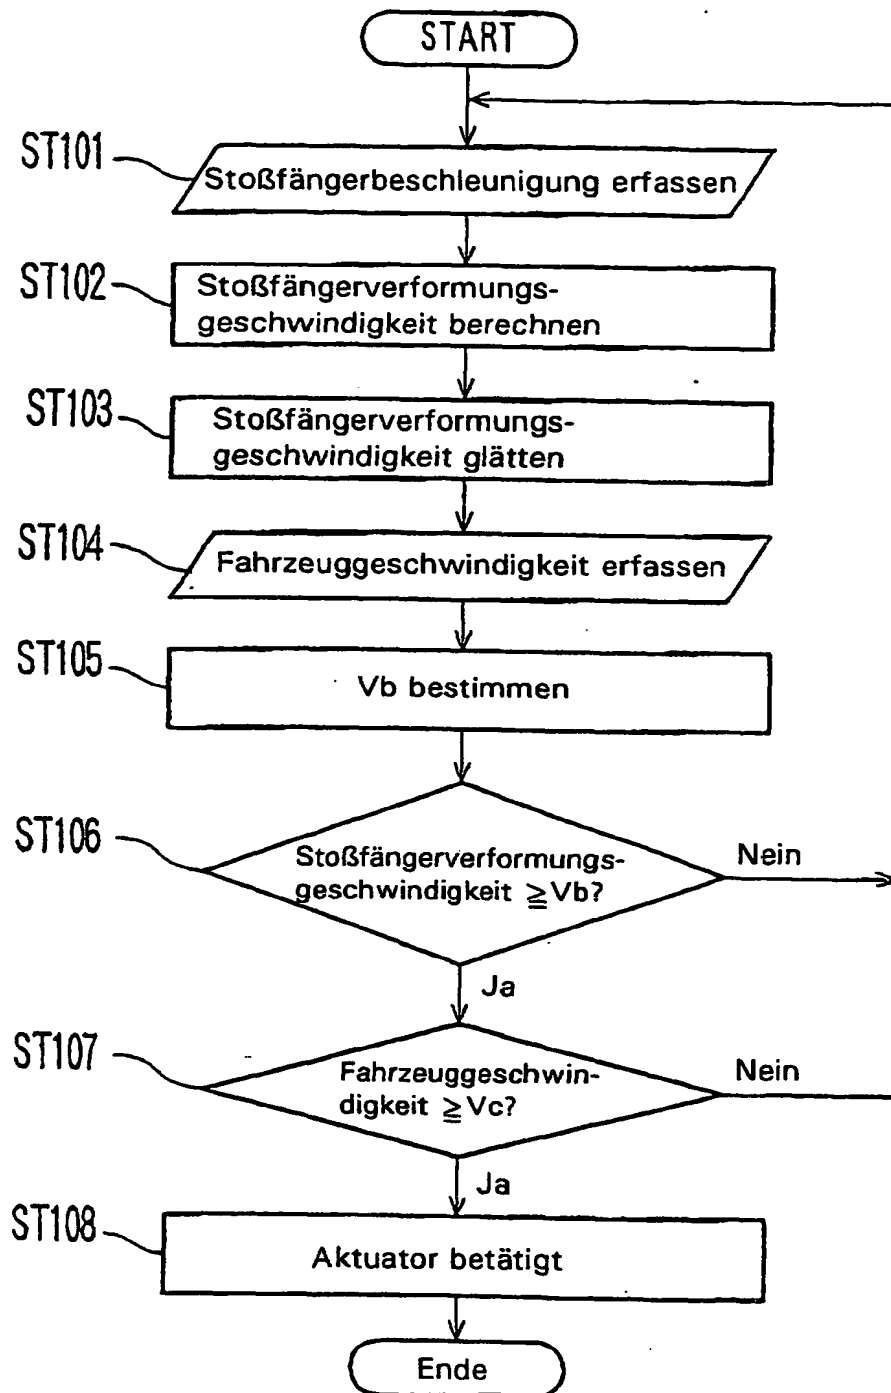 START
ST101
Stoßfängerbeschleunigung erfassen
ST102
Stoßfängerverformungs-
geschwindigkeit berechnen
ST103
Stoßfängerverformungs-
geschwindigkeit glätten
ST104
Fahrzeuggeschwindigkeit erfassen
ST105
Vb bestimmen
ST106
Stoßfängerverformungs-
geschwindigkeit ≧Vb?
Nein
Ja
ST107
Fahrzeuggeschwin-
digkeit ≧Vc?
Nein
Ja
ST108
Aktuator betätigt
Ende